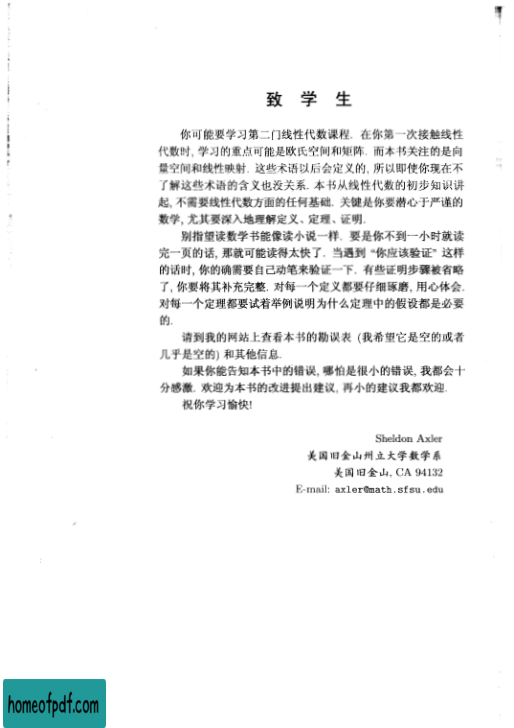 致 学 生
你可能要学习第二门线性代数课程. 在你第一次接触线性
代数时, 学习的重点可能是欧氏空间和矩阵. 而本书关注的是向
量空间和线性映射. 这些术语以后会定义的, 所以即使你现在不
了解这些术语的含义也没关系. 本书从线性代数的初步知识讲
起, 不需要线性代数方面的任何基础. 关键是你要潜心于严谨的
数学, 尤其要深入地理解定义、定理、证明.
别指望读数学书能像读小说一样. 要是你不到一小时就读
完一页的话, 那就可能读得太快了. 当遇到 “你应该验证” 这样
的话时, 你的确需要自己动笔来验证一下. 有些证明步骤被省略
了, 你要将其补充完整. 对每一个定义都要仔细琢磨, 用心体会.
对每一个定理都要试着举例说明为什么定理中的假设都是必要
的.
请到我的网站上查看本书的勘误表 (我希望它是空的或者
几乎是空的) 和其他信息.
如果你能告知本书中的错误, 哪怕是很小的错误, 我都会十
分感激. 欢迎为本书的改进提出建议, 再小的建议我都欢迎.
祝你学习愉快!
Sheldon Axler
美国旧金山州立大学数学系
美国旧金山, CA 94132
E-mail: axler@math.sfsu.edu
homeofpdf.com